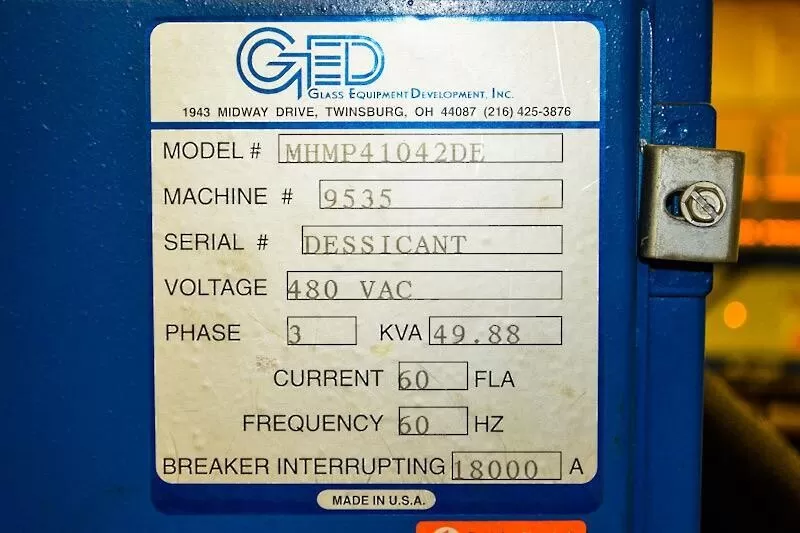 GED
GLASS EQUIPMENT DEVELOPMENT, INC.
1943 MIDWAY DRIVE, TWINSBURG, OH 44087 (216) 425-3876
MODEL # MHMP41042DE
MACHINE # 9535
SERIAL # DESSICANT
VOLTAGE 480 VAC
PHASE 3 KVA 49.88
CURRENT 60 FLA
FREQUENCY 60 HZ
BREAKER INTERRUPTING 18000 A
MADE IN U.S.A.